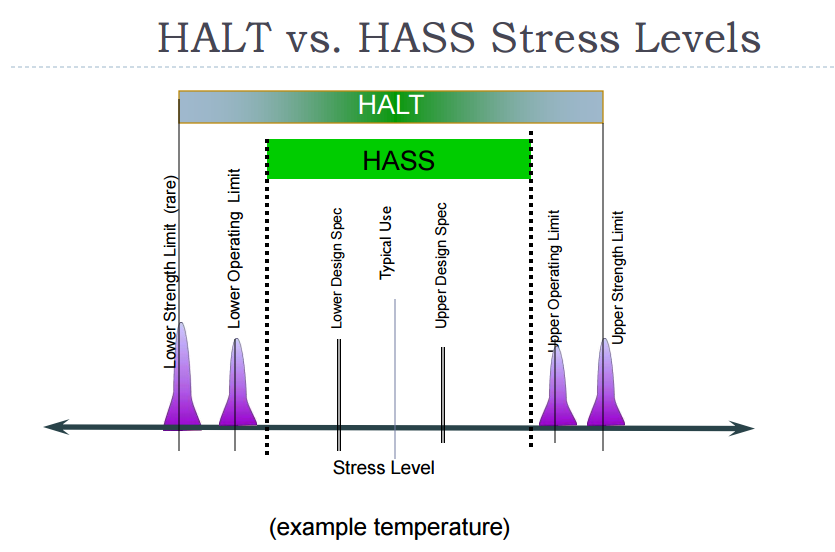 HALT vs. HASS Stress Levels
HALT
HASS
Lower Strength Limit (rare)
Lower Operating Limit
Lower Design Spec
Typical Use
Upper Design Spec
Upper Operating Limit
Upper Strength Limit
Stress Level
(example temperature)